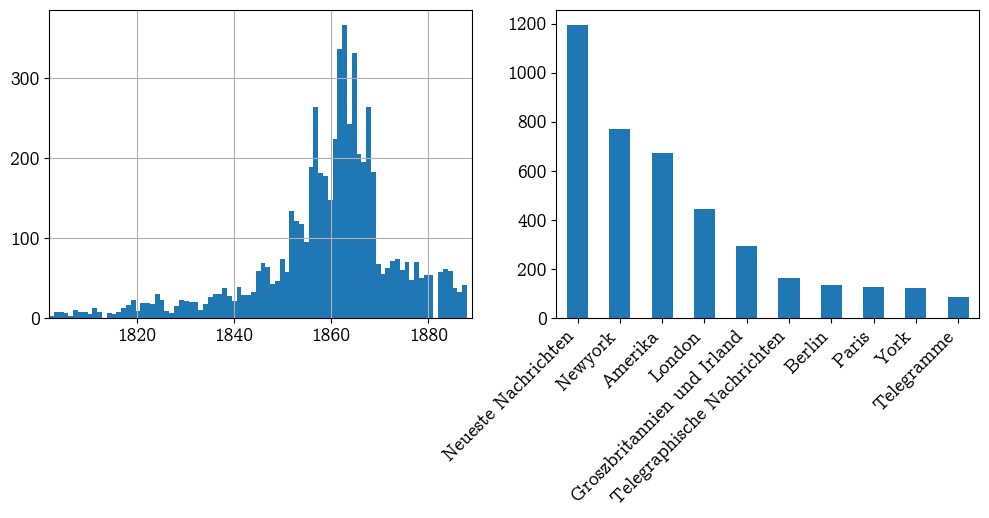 300
200
100
0
1820
1840
1860
1880
1200
1000
800
600
400
200
0
Neueste Nachrichten
Newyork
Amerika
London
Groszbritannien und Irland
Telegraphische Nachrichten
Berlin
Paris
York
Telegramme